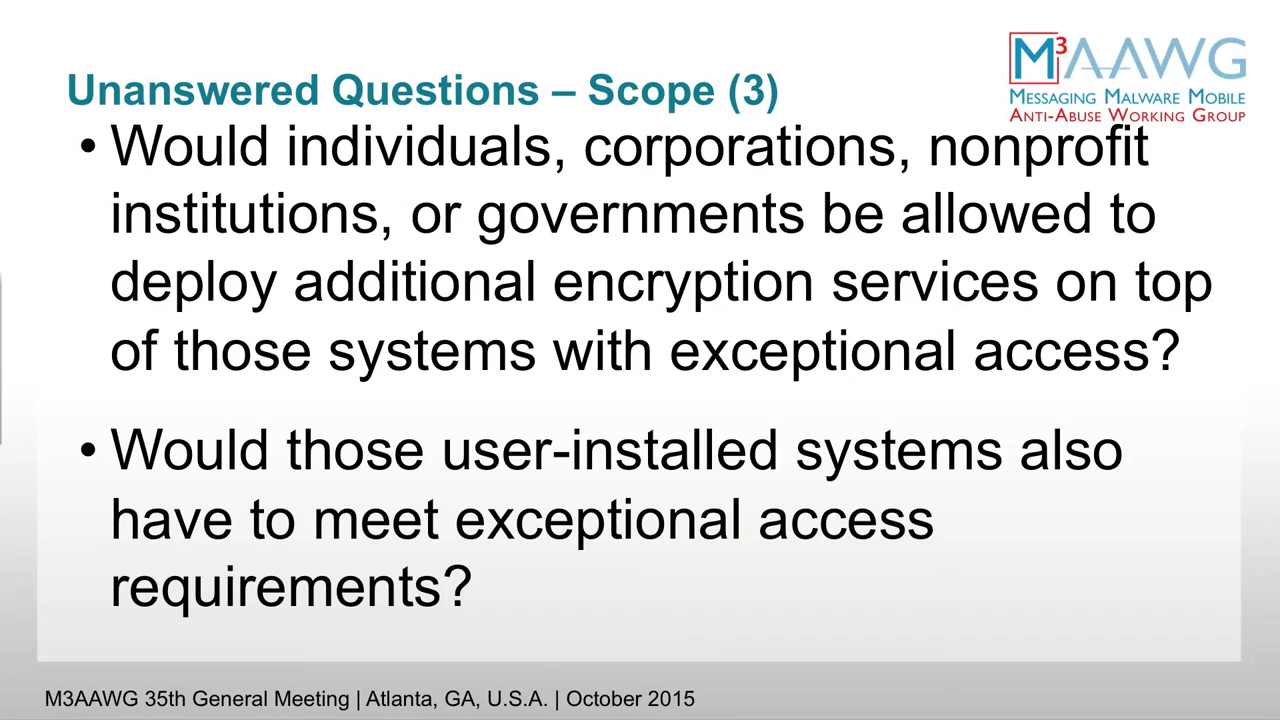 Unanswered Questions – Scope (3)
M3AAWG
MESSAGING MALWARE MOBILE
ANTI-ABUSE WORKING GROUP
• Would individuals, corporations, nonprofit
institutions, or governments be allowed to
deploy additional encryption services on top
of those systems with exceptional access?
• Would those user-installed systems also
have to meet exceptional access
requirements?
M3AAWG 35th General Meeting | Atlanta, GA, U.S.A. | October 2015